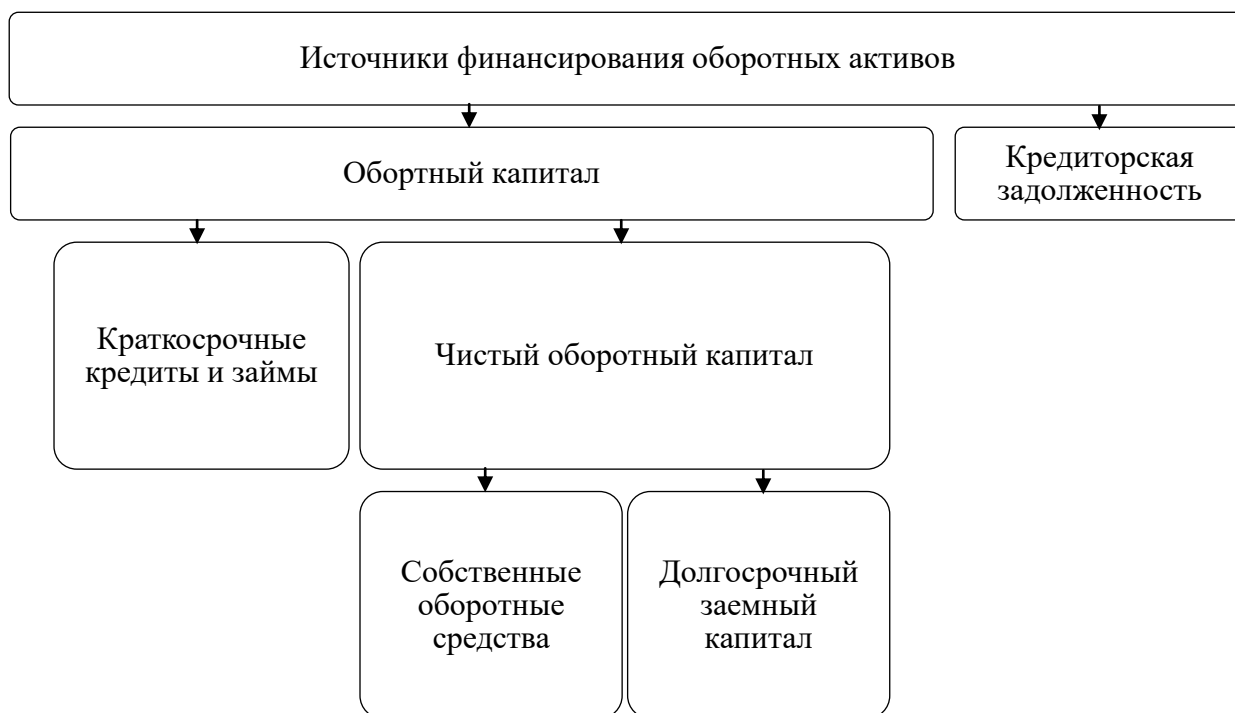 Источники финансирования оборотных активов
Обортный капитал
Кредиторская
задолженность
Краткосрочные
кредиты и займы
Чистый оборотный капитал
Собственные
оборотные
средства
Долгосрочный
заемный
капитал